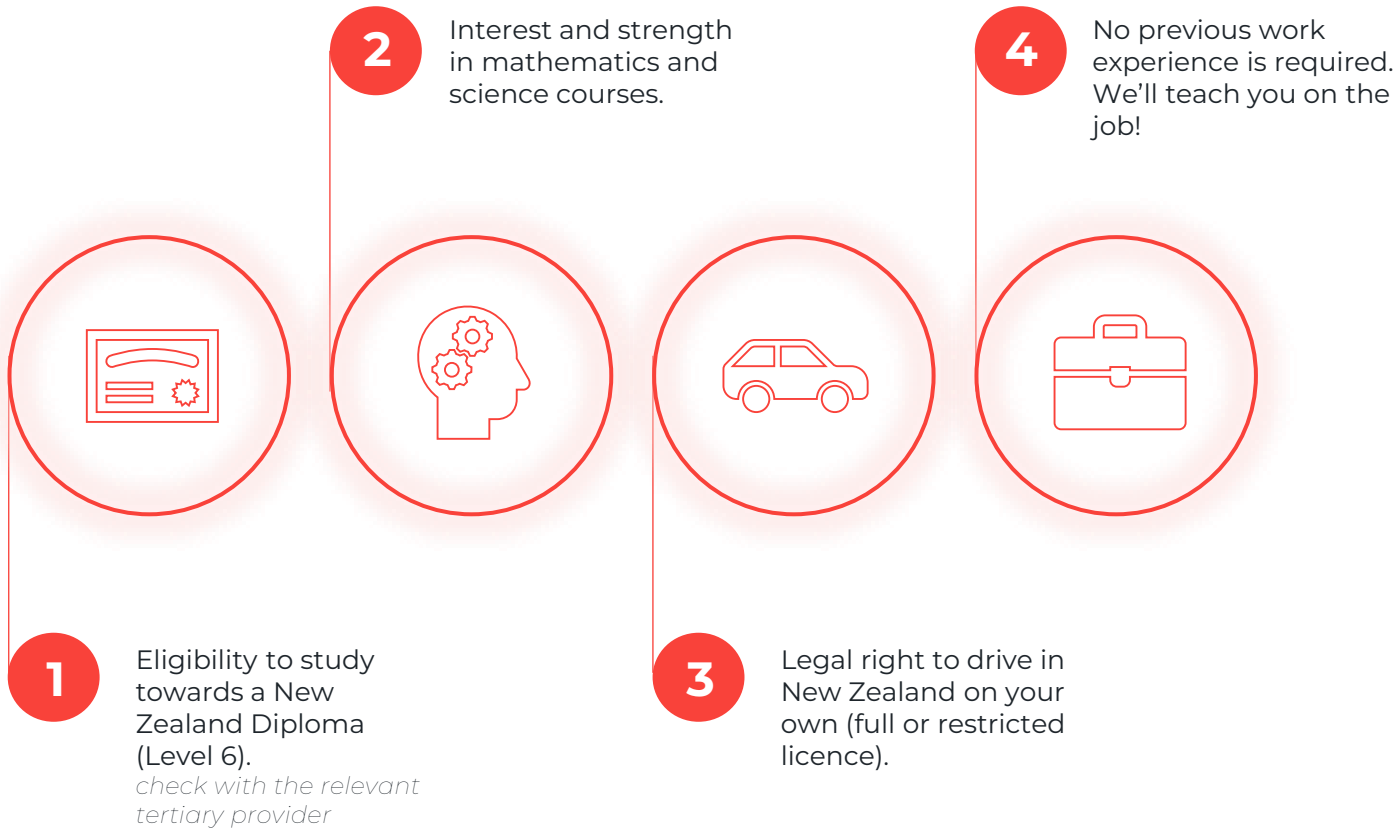 1
Eligibility to study
towards a New
Zealand Diploma
(Level 6).
check with the relevant
tertiary provider
2
Interest and strength
in mathematics and
science courses.
3
Legal right to drive in
New Zealand on your
own (full or restricted
licence).
4
No previous work
experience is required.
We’ll teach you on the
job!